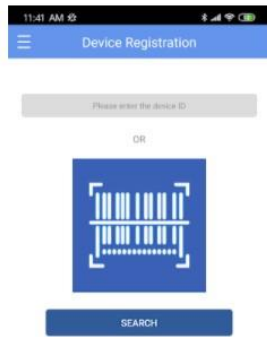 11:41 AM
Device Registration
Please enter the device ID
OR
SEARCH